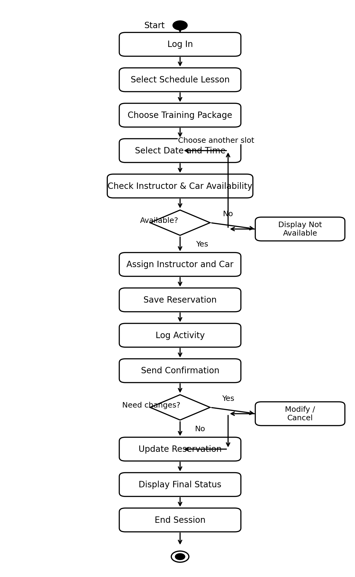 Start
Log In
Select Schedule Lesson
Choose Training Package
Choose another slot
Select Date and Time
Check Instructor & Car Availability
No
Available?
Display Not
Available
Yes
Assign Instructor and Car
Save Reservation
Log Activity
Send Confirmation
Yes
Need changes?
Modify /
Cancel
No
Update Reservation
Display Final Status
End Session